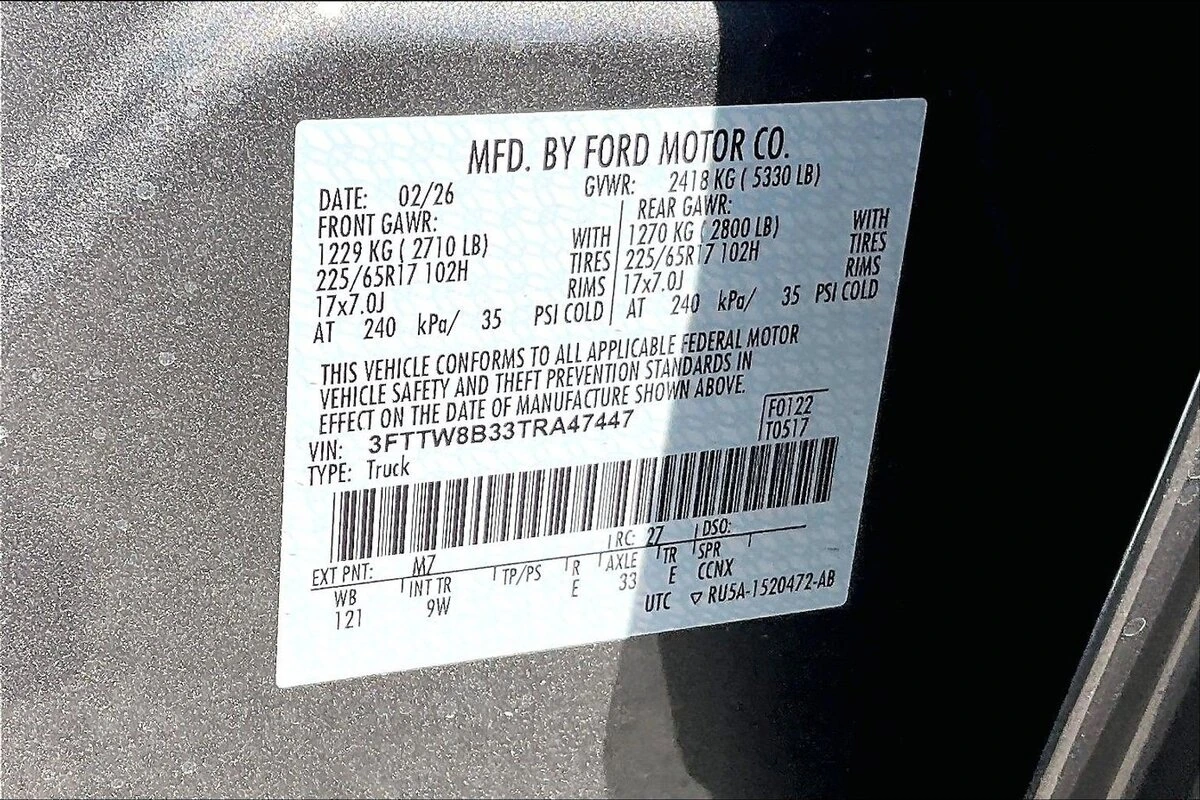 MFD. BY FORD MOTOR CO.
DATE: 02/26 GVWR: 2418 KG ( 5330 LB)
FRONT GAWR: REAR GAWR:
1229 KG ( 2710 LB) WITH 1270 KG ( 2800 LB) WITH
225/65R17 102H TIRES 225/65R17 102H TIRES
17x7.0J RIMS 17x7.0J RIMS
AT 240 kPa/ 35 PSI COLD AT 240 kPa/ 35 PSI COLD
THIS VEHICLE CONFORMS TO ALL APPLICABLE FEDERAL MOTOR
VEHICLE SAFETY AND THEFT PREVENTION STANDARDS IN
EFFECT ON THE DATE OF MANUFACTURE SHOWN ABOVE.
VIN: 3FTTW8B33TRA47447 F0122
TYPE: Truck T0517
EXT PNT: M7 RC: 27 DSO:
WB INT TR TP/PS R AXLE TR SPR
121 9W E 33 E CCNX
UTC ▽ RU5A-1520472-AB